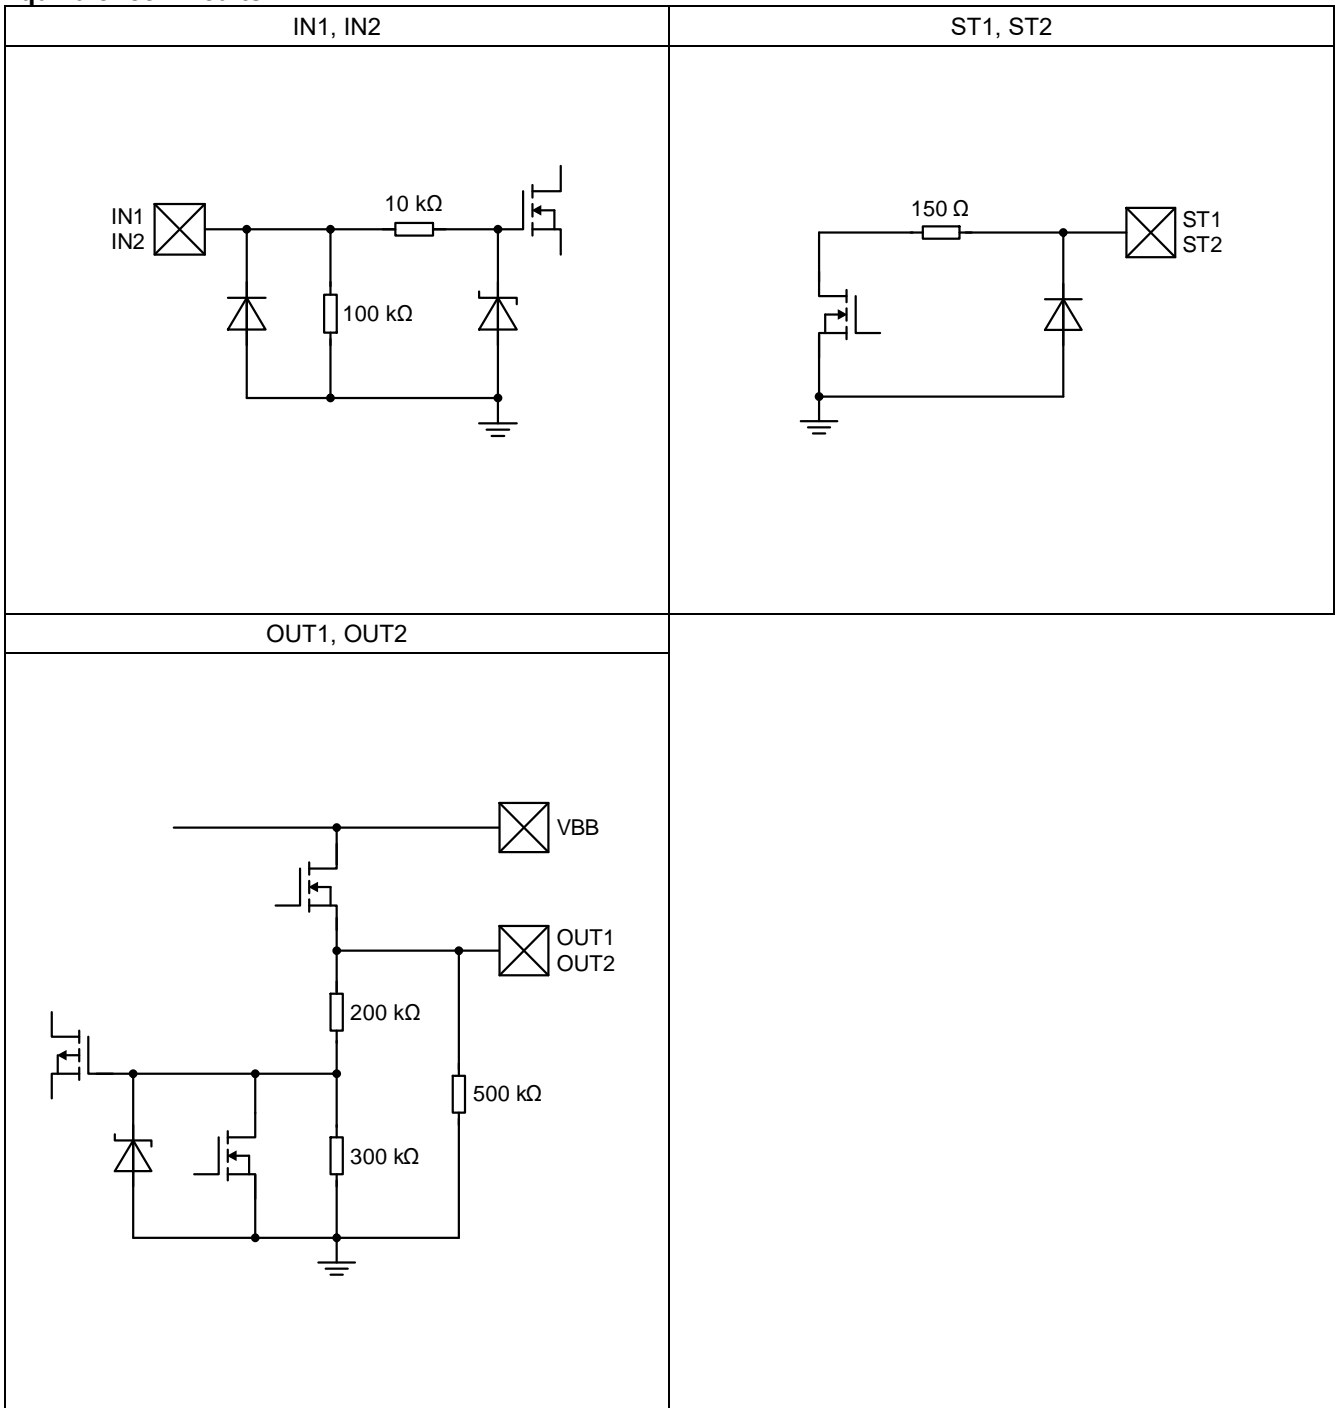 IN1, IN2
ST1, ST2
IN1
IN2
10 kΩ
100 kΩ
150 Ω
ST1
ST2
OUT1, OUT2
VBB
OUT1
OUT2
200 kΩ
500 kΩ
300 kΩ